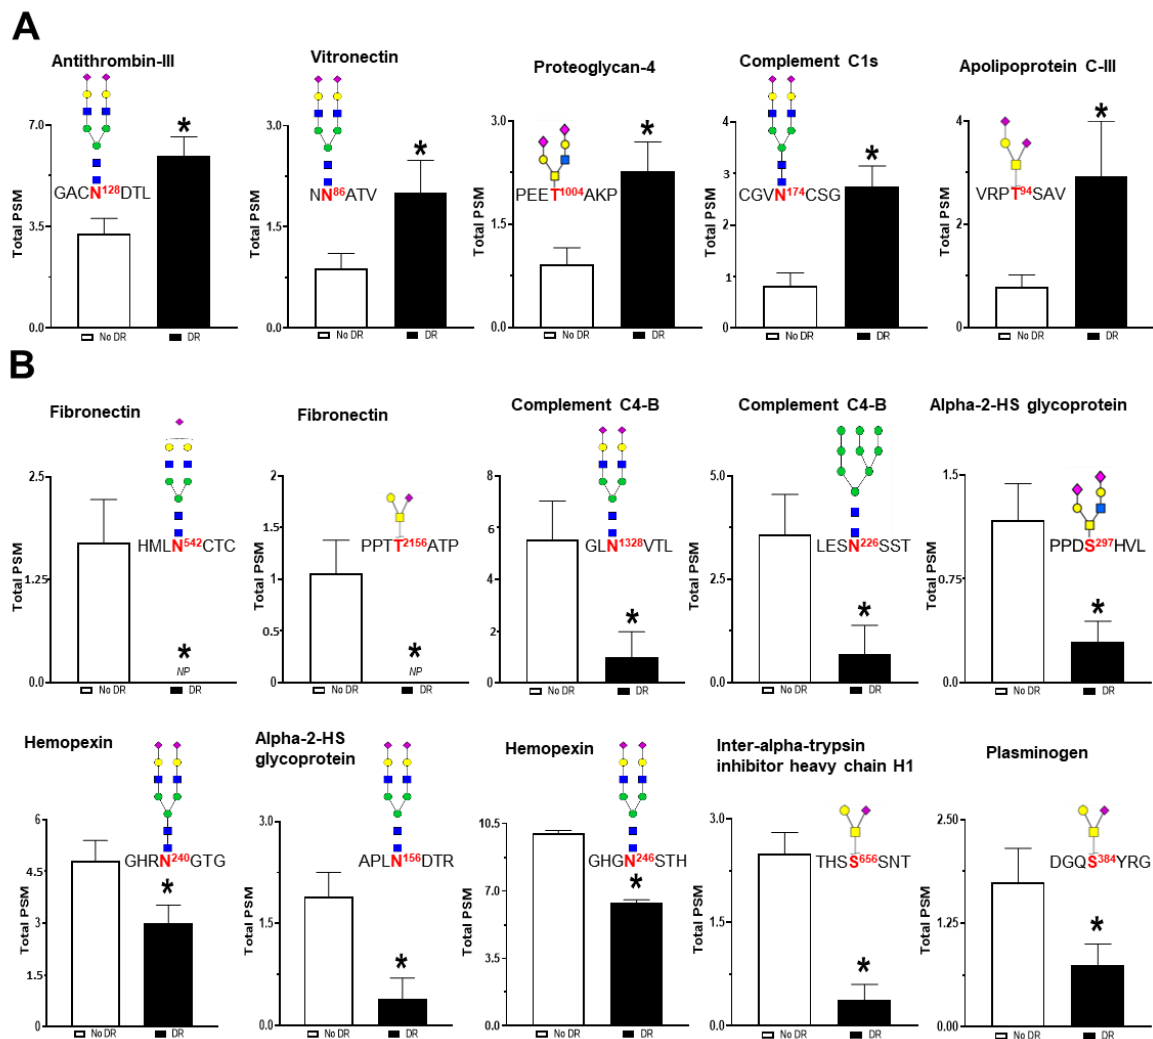 A
Antithrombin-III
Vitronectin
Proteoglycan-4
Complement C1s
Apolipoprotein C-III
Total PSM
7.0
3.5
0.0
GACN128DTL
*
No DR
DR
Total PSM
3.0
1.5
0.0
NN86ATV
*
No DR
DR
Total PSM
3.0
1.5
0.0
PEET1004AKP
*
No DR
DR
Total PSM
4
3
2
1
0
CGVN174CSG
*
No DR
DR
Total PSM
4
2
0
VRPT94SAV
*
No DR
DR
B
Fibronectin
Fibronectin
Complement C4-B
Complement C4-B
Alpha-2-HS glycoprotein
Total PSM
2.5
1.25
0.0
HMLN542CTC
*
NP
No DR
DR
Total PSM
2
1.5
1
0.5
0
PPTT2156ATP
*
NP
No DR
DR
Total PSM
8
6
4
2
0
GLN1328VTL
*
No DR
DR
Total PSM
5.0
2.5
0.0
LESN226SST
*
No DR
DR
Total PSM
1.5
0.75
0.0
PPDS297HVL
*
No DR
DR
Hemopexin
Alpha-2-HS
glycoprotein
Hemopexin
Inter-alpha-trypsin
inhibitor heavy chain H1
Plasminogen
Total PSM
6
4.5
3
1.5
0
GHRN240GTG
*
No DR
DR
Total PSM
3.0
1.5
0.0
APLN156DTR
*
No DR
DR
Total PSM
10.5
7.0
3.5
0.0
GHGN246STH
*
No DR
DR
Total PSM
3.0
1.5
0.0
THSS656SNT
*
No DR
DR
Total PSM
2.50
1.25
0.00
DGQS384YRG
*
No DR
DR